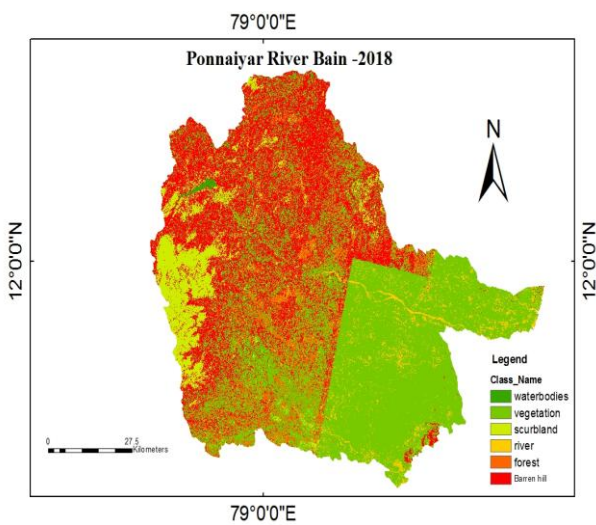 79°0'0"E
Ponnaiyar River Bain -2018
N
12°0'0"N
12°0'0"N
Legend
Class_Name
waterbodies
vegetation
scurbland
river
forest
Barren hill
0 27.5
Kilometers
79°0'0"E